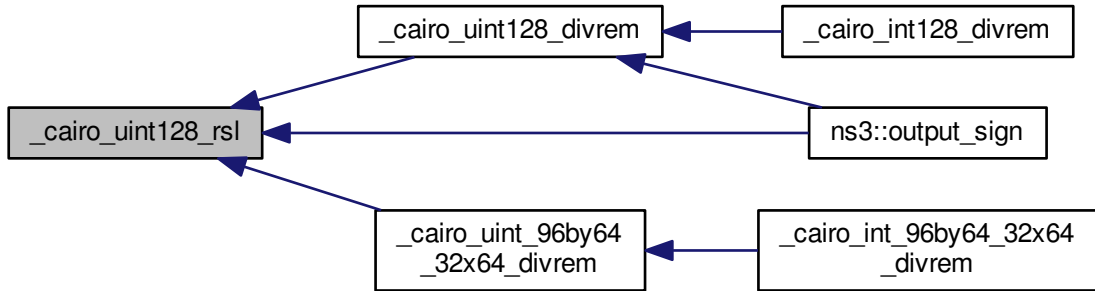 _cairo_uint128_divrem
_cairo_int128_divrem
_cairo_uint128_rsl
ns3::output_sign
_cairo_uint_96by64
_32x64_divrem
_cairo_int_96by64_32x64
_divrem